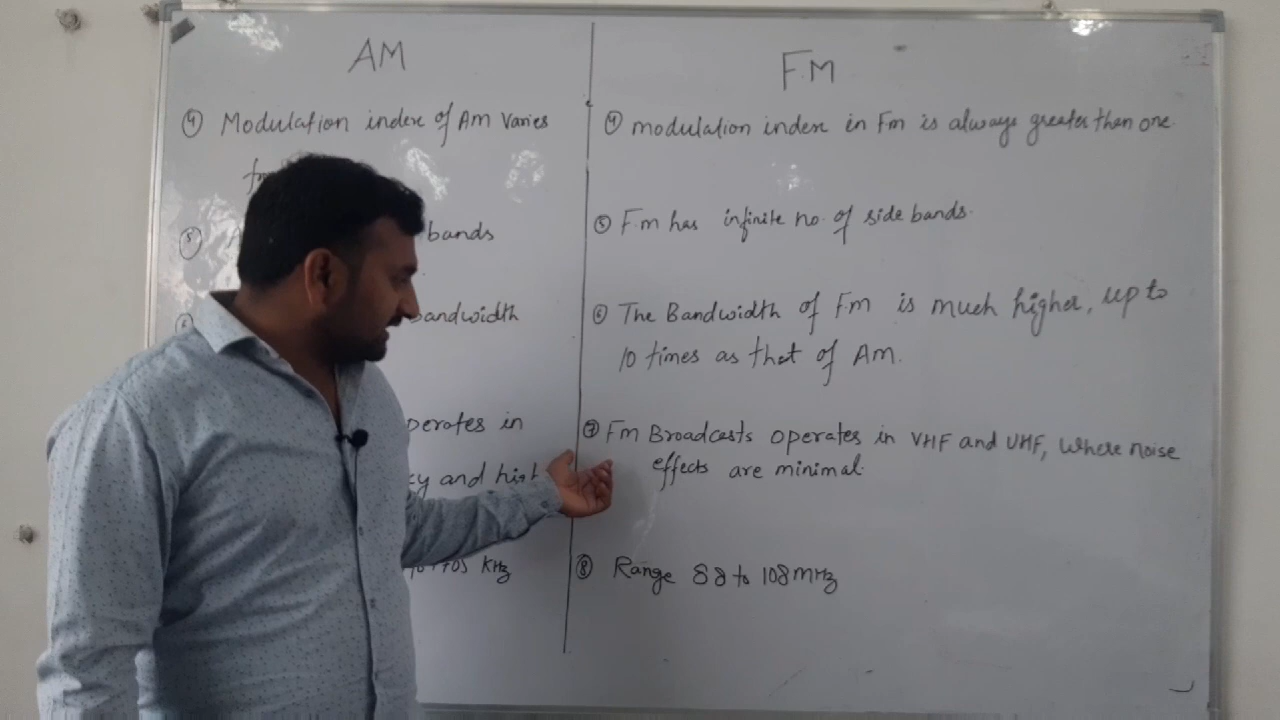 AM
④ Modulation index of Am varies
⑤ bands
⑥ bandwidth
operates in
cy and high
to 1705 KHz
F.M
④ modulation index in Fm is always greater than one
⑤ F.m has infinite no. of side bands.
⑥ The Bandwidth of Fm is much higher, up to
10 times as that of Am.
⑦ Fm Broadcasts operates in VHF and UHF, where noise
effects are minimal.
⑧ Range 88 to 108 MHz